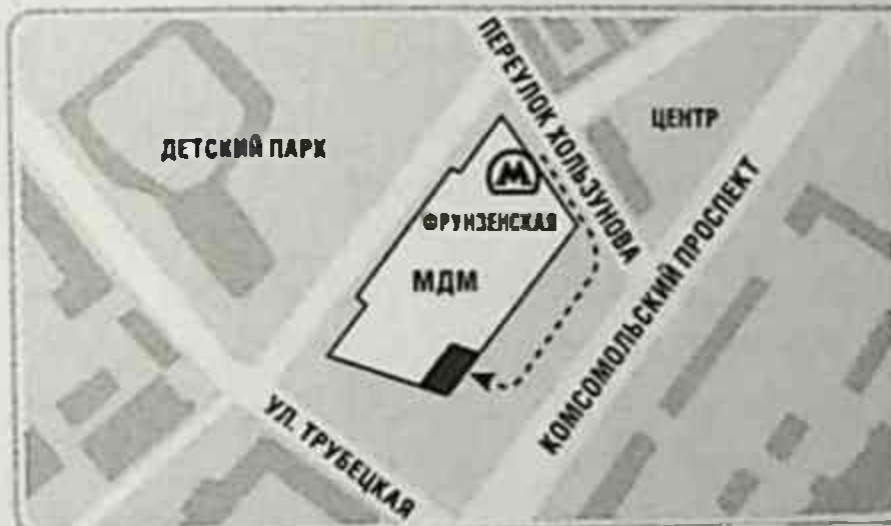 ПЕРЕУЛОК ХОЛЬЗУНОВА
ЦЕНТР
ДЕТСКИЙ ПАРК
М
ФРУНЗЕНСКАЯ
МДМ
КОМСОМОЛЬСКИЙ ПРОСПЕКТ
УЛ. ТРУБЕЦКАЯ